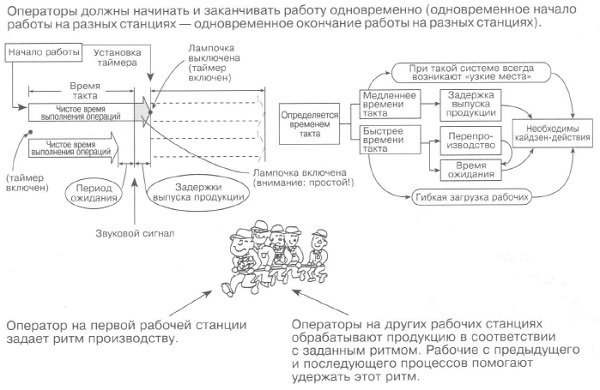 Операторы должны начинать и заканчивать работу одновременно (одновременное начало
работы на разных станциях — одновременное окончание работы на разных станциях).
Начало работы
Установка
таймера
Лампочка
выключена
(таймер
включен)
Время
такта
Чистое время
выполнения операций
Чистое время
выполнения операций
(таймер
включен)
Период
ожидания
Задержки
выпуска продукции
Лампочка включена
(внимание: простой!)
Звуковой сигнал
При такой системе всегда
возникают «узкие места»
Определяется
временем
такта
Медленнее
времени
такта
Быстрее
времени
такта
Задержка
выпуска
продукции
Перепро-
изводство
Время
ожидания
Необходимы
кайдзен-действия
Гибкая загрузка рабочих
Оператор на первой рабочей станции
задает ритм производству.
Операторы на других рабочих станциях
обрабатывают продукцию в соответствии
с заданным ритмом. Рабочие с предыдущего
и последующего процессов помогают
удержать этот ритм.